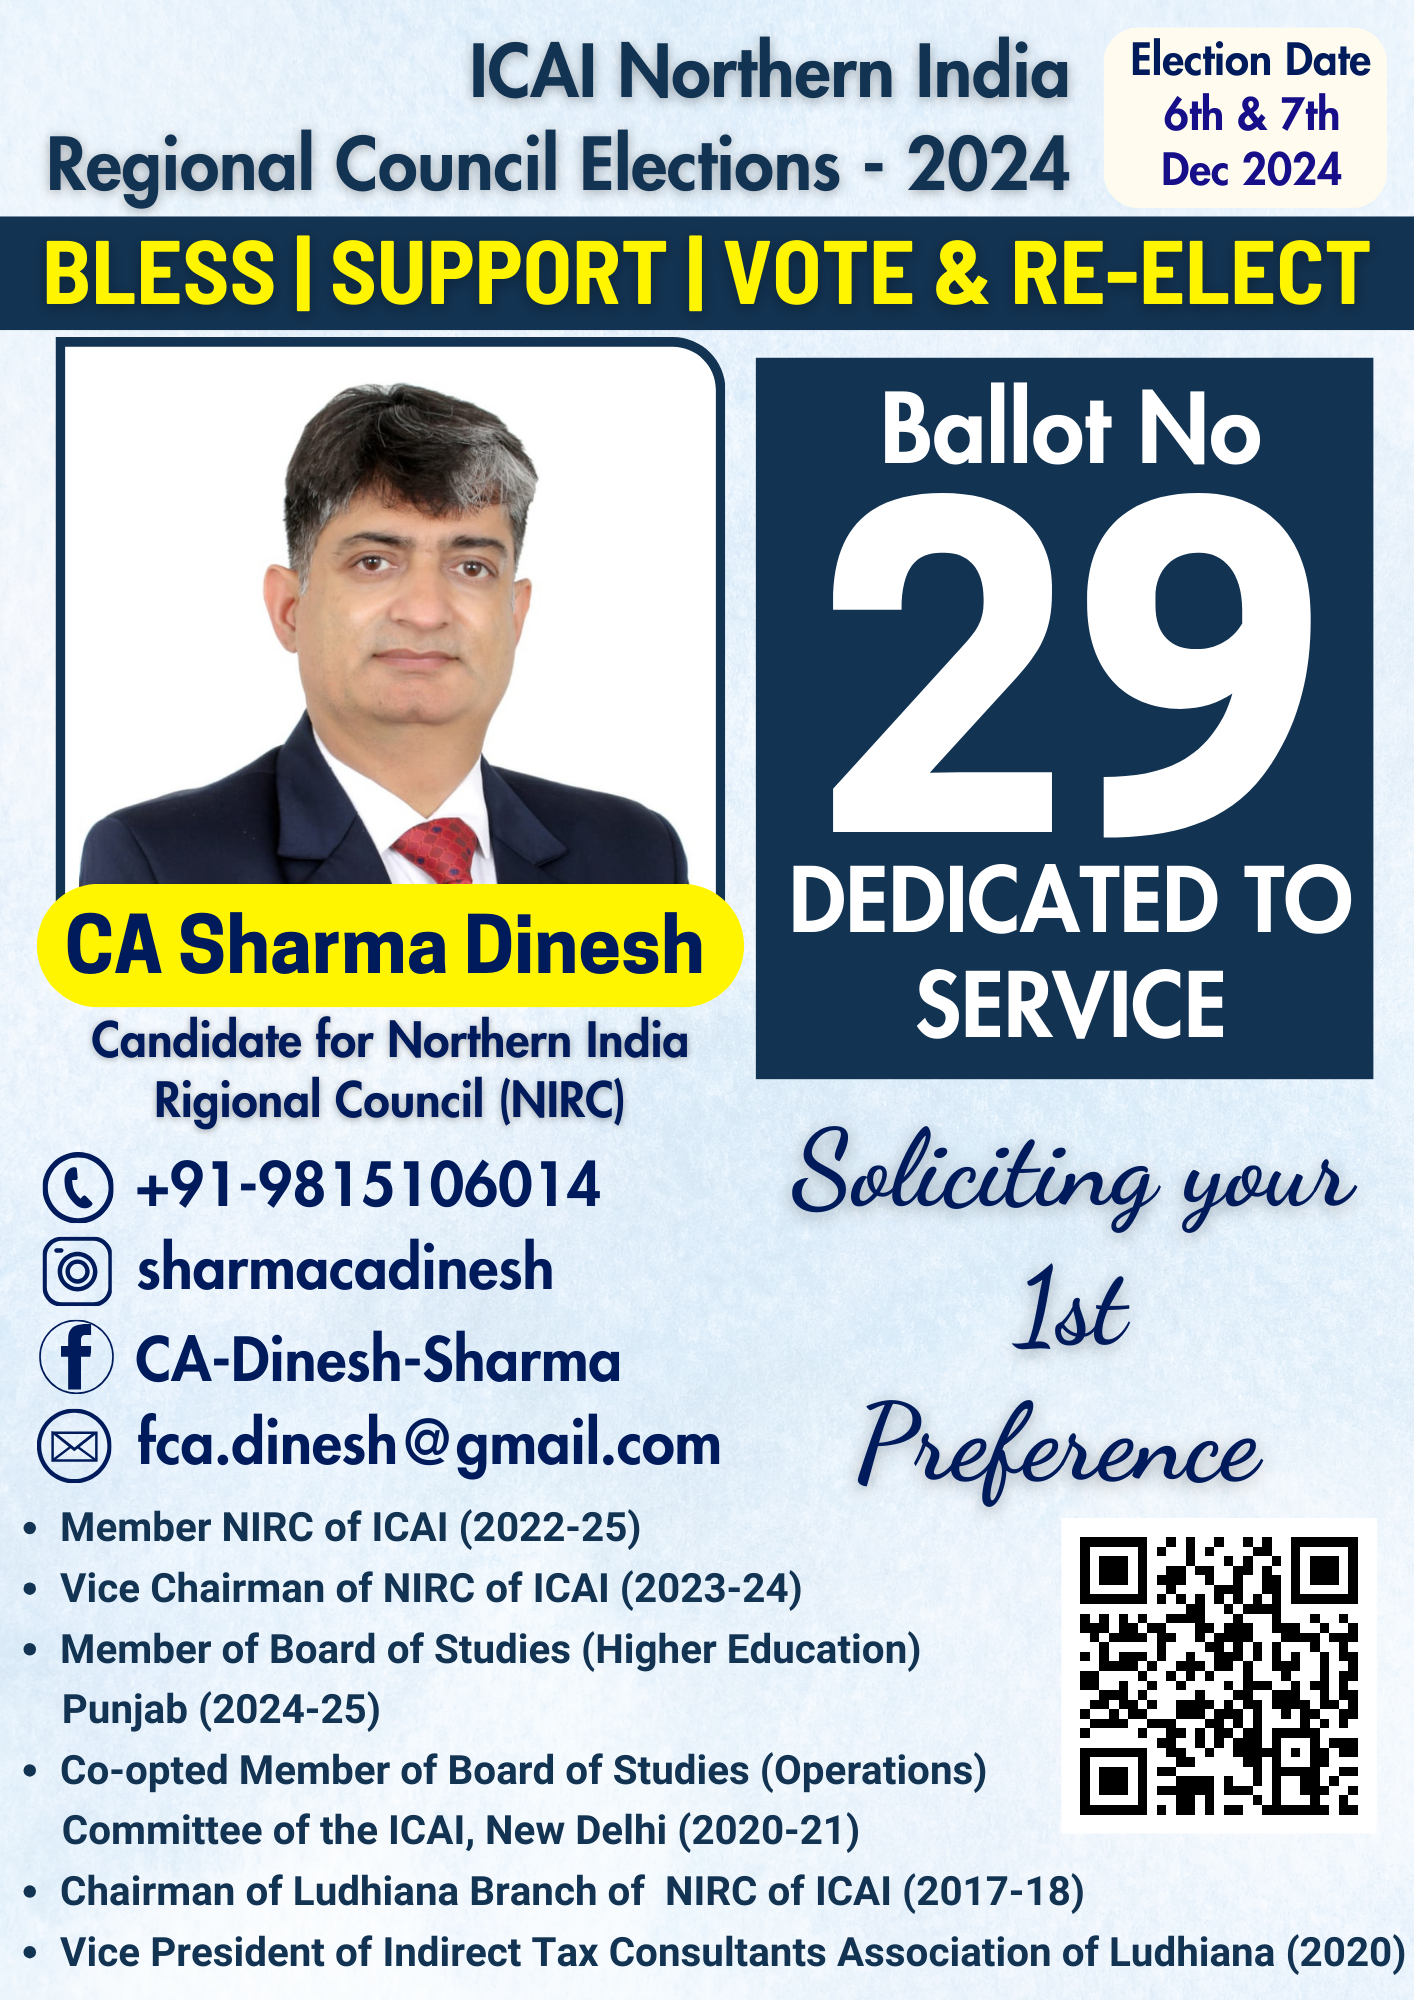 ICAI Northern India
Regional Council Elections - 2024
Election Date
6th & 7th
Dec 2024
BLESS | SUPPORT | VOTE & RE-ELECT
Ballot No
29
DEDICATED TO
SERVICE
CA Sharma Dinesh
Candidate for Northern India
Rigional Council (NIRC)
+91-9815106014
sharmacadinesh
CA-Dinesh-Sharma
fca.dinesh@gmail.com
Soliciting your
1st
Preference
• Member NIRC of ICAI (2022-25)
• Vice Chairman of NIRC of ICAI (2023-24)
• Member of Board of Studies (Higher Education)
Punjab (2024-25)
• Co-opted Member of Board of Studies (Operations)
Committee of the ICAI, New Delhi (2020-21)
• Chairman of Ludhiana Branch of NIRC of ICAI (2017-18)
• Vice President of Indirect Tax Consultants Association of Ludhiana (2020)